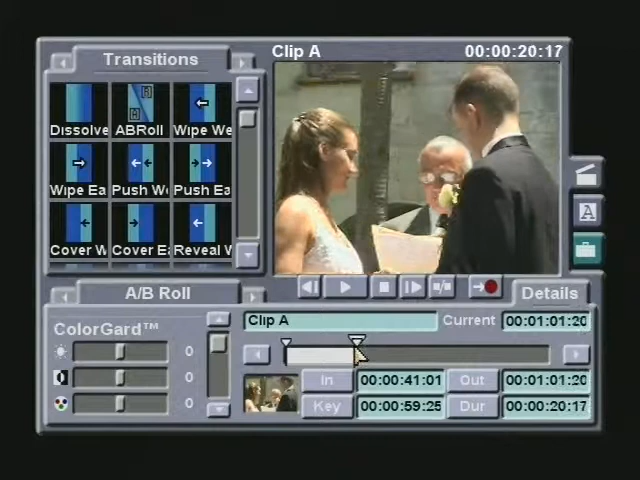 Transitions
Clip A 00:00:20:17
Dissolve ABRoll Wipe We
Wipe Ea Push We Push Ea
Cover W Cover Ea Reveal W
A
A/B Roll
Details
ColorGard™
Clip A Current 00:01:01:20
0
0
0
In 00:00:41:01 Out 00:01:01:20
Key 00:00:59:25 Dur 00:00:20:17